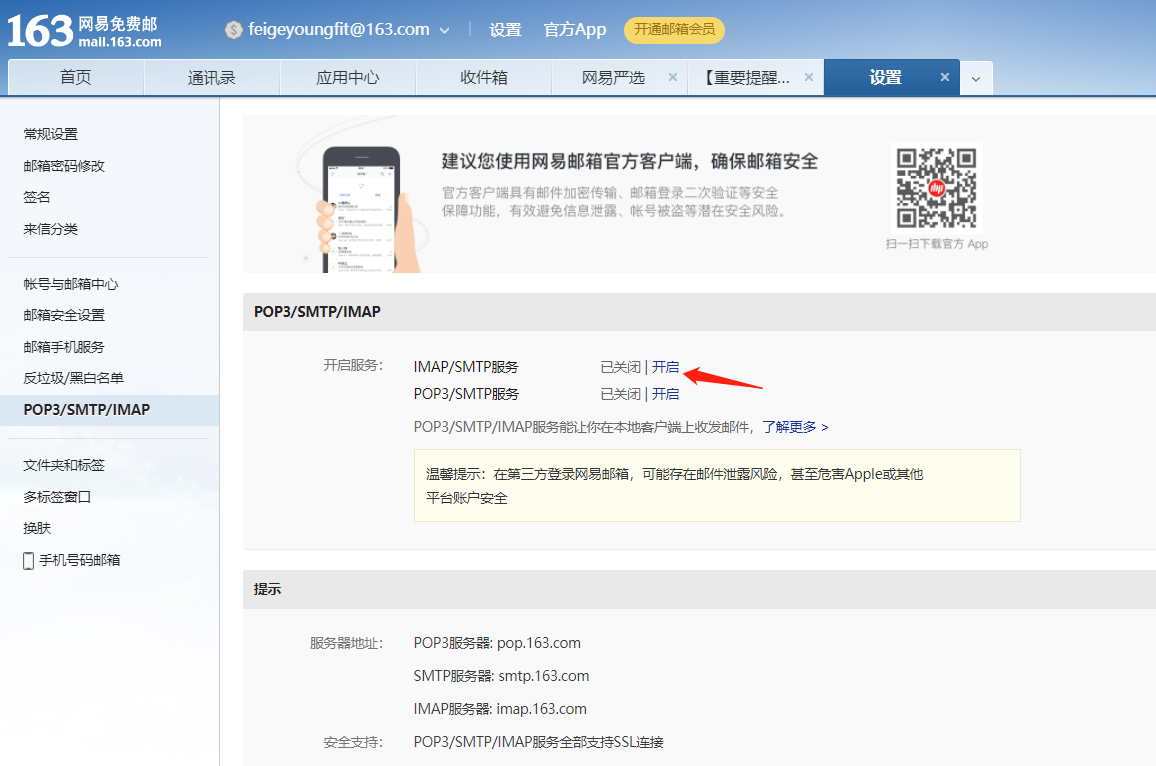 163 网易免费邮
mail.163.com
feigeyoungfit@163.com
设置
官方App
开通邮箱会员
首页
通讯录
应用中心
收件箱
网易严选
【重要提醒...
设置
常规设置
邮箱密码修改
签名
来信分类
帐号与邮箱中心
邮箱安全设置
邮箱手机服务
反垃圾/黑白名单
POP3/SMTP/IMAP
文件夹和标签
多标签窗口
换肤
手机号码邮箱
建议您使用网易邮箱官方客户端，确保邮箱安全
官方客户端具有邮件加密传输、邮箱登录二次验证等安全
保障功能，有效避免信息泄露、帐号被盗等潜在安全风险。
扫一扫下载官方 App
POP3/SMTP/IMAP
开启服务：
IMAP/SMTP服务
已关闭 | 开启
POP3/SMTP服务
已关闭 | 开启
POP3/SMTP/IMAP服务能让你在本地客户端上收发邮件，了解更多 >
温馨提示：在第三方登录网易邮箱，可能存在邮件泄露风险，甚至危害Apple或其他
平台账户安全
提示
服务器地址：
POP3服务器: pop.163.com
SMTP服务器: smtp.163.com
IMAP服务器: imap.163.com
安全支持：
POP3/SMTP/IMAP服务全部支持SSL连接